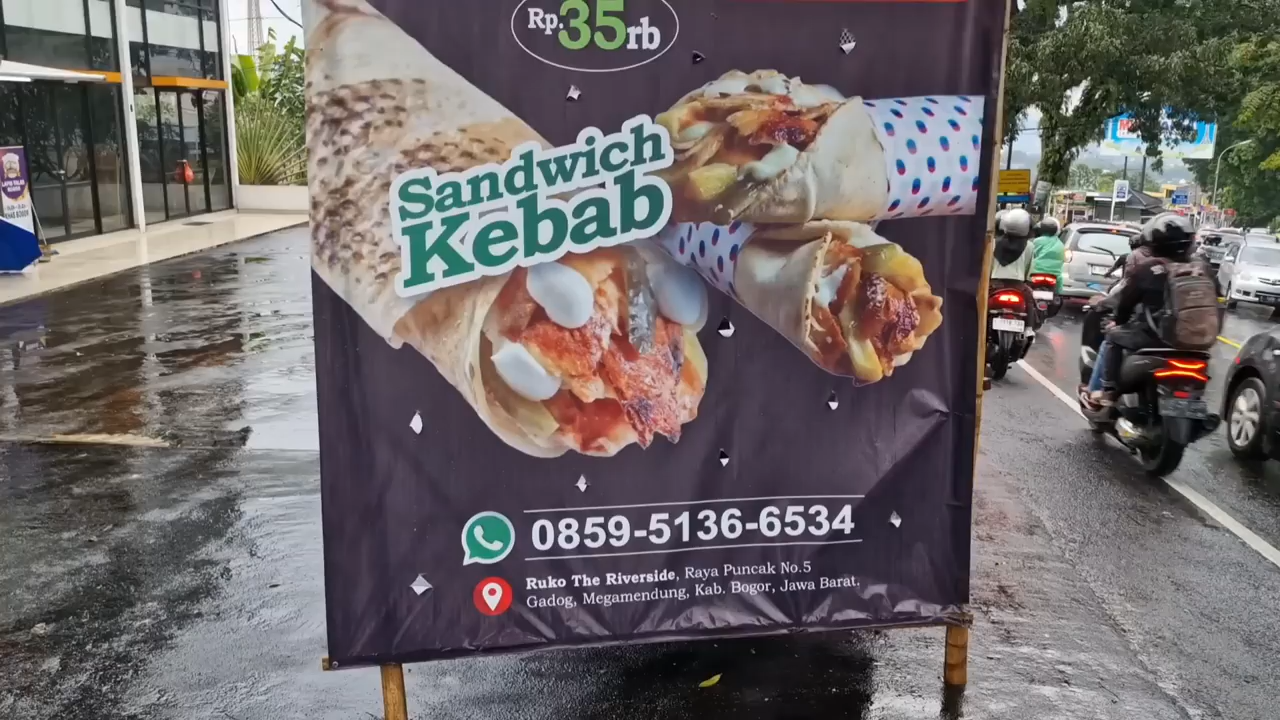 Rp.35rb
Sandwich
Kebab
0859-5136-6534
Ruko The Riverside, Raya Puncak No.5
Gadog, Megamendung, Kab. Bogor, Jawa Barat.